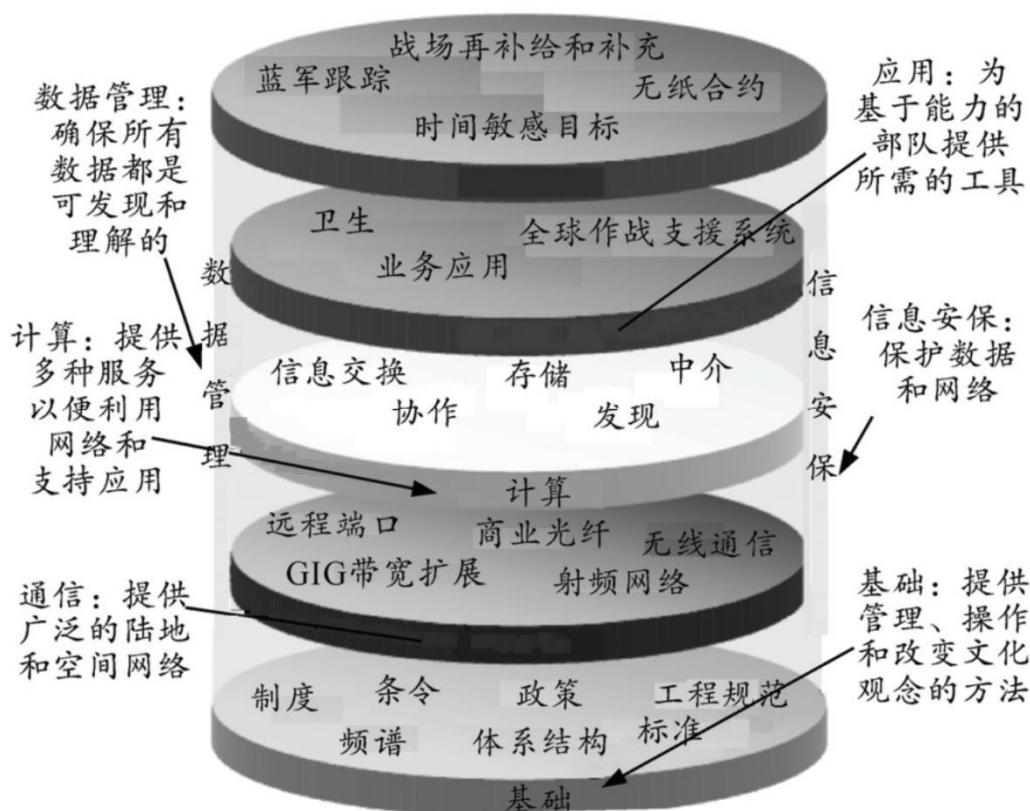 战场再补给和补充
蓝军跟踪
无纸合约
时间敏感目标
数据管理：
确保所有
数据都是
可发现和
理解的
应用：为
基于能力的
部队提供
所需的工具
卫生
全球作战支援系统
业务应用
数据管理
信息安保
计算：提供
多种服务
以便利用
网络和
支持应用
信息交换
存储
中介
协作
发现
计算
信息安保：
保护数据
和网络
远程端口
商业光纤
无线通信
GIG带宽扩展
射频网络
通信：提供
广泛的陆地
和空间网络
基础：提供
管理、操作
和改变文化
观念的方法
制度
条令
政策
工程规范
频谱
体系结构
标准
基础